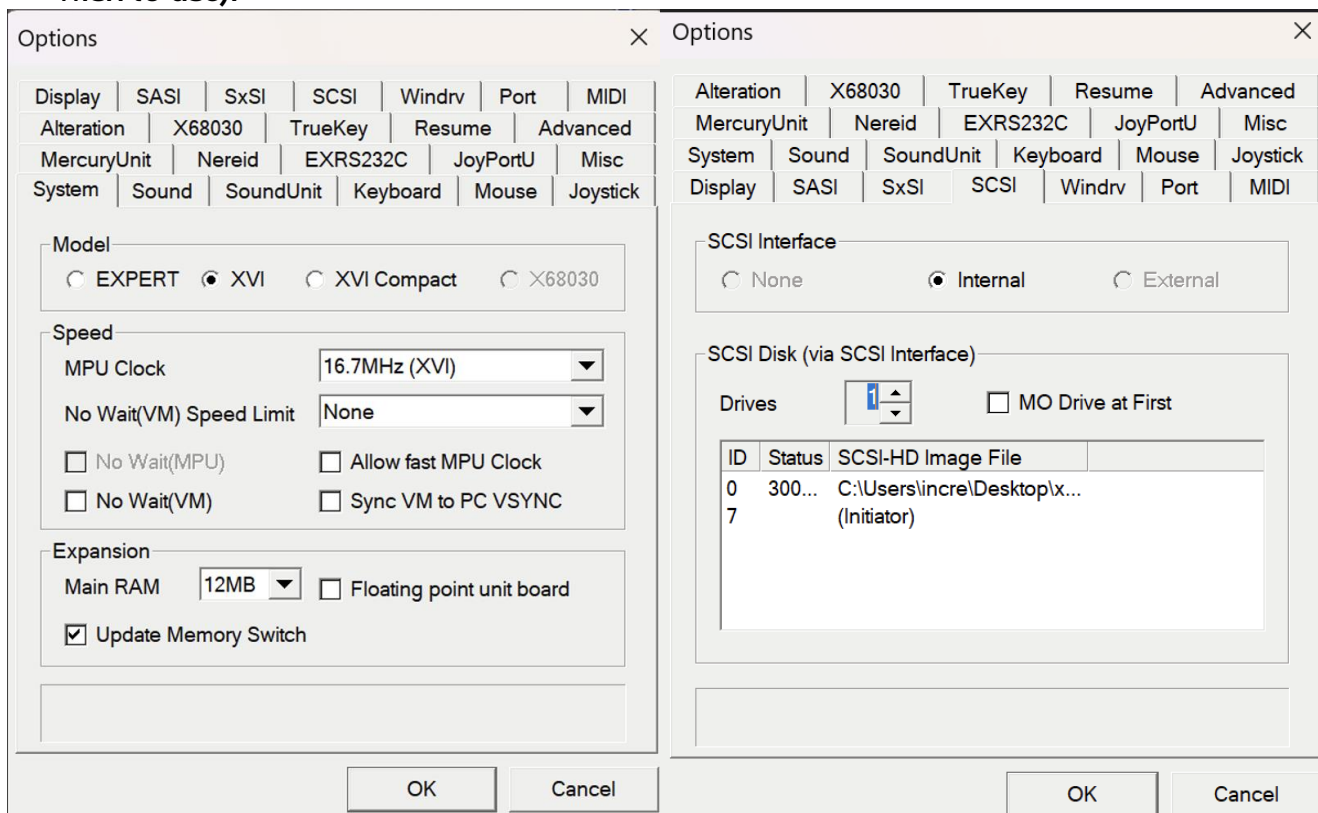 Options
Display SASI SxSI SCSI Windrv Port MIDI
Alteration X68030 TrueKey Resume Advanced
MercuryUnit Nereid EXRS232C JoyPortU Misc
System Sound SoundUnit Keyboard Mouse Joystick
Model
EXPERT XVI XVI Compact X68030
Speed
MPU Clock 16.7MHz (XVI)
No Wait(VM) Speed Limit None
No Wait(MPU) Allow fast MPU Clock
No Wait(VM) Sync VM to PC VSYNC
Expansion
Main RAM 12MB Floating point unit board
Update Memory Switch
OK Cancel
Options
Alteration X68030 TrueKey Resume Advanced
MercuryUnit Nereid EXRS232C JoyPortU Misc
System Sound SoundUnit Keyboard Mouse Joystick
Display SASI SxSI SCSI Windrv Port MIDI
SCSI Interface
None Internal External
SCSI Disk (via SCSI Interface)
Drives 1 MO Drive at First
ID Status SCSI-HD Image File
0 300... C:\Users\incre\Desktop\x...
7 (Initiator)
OK Cancel